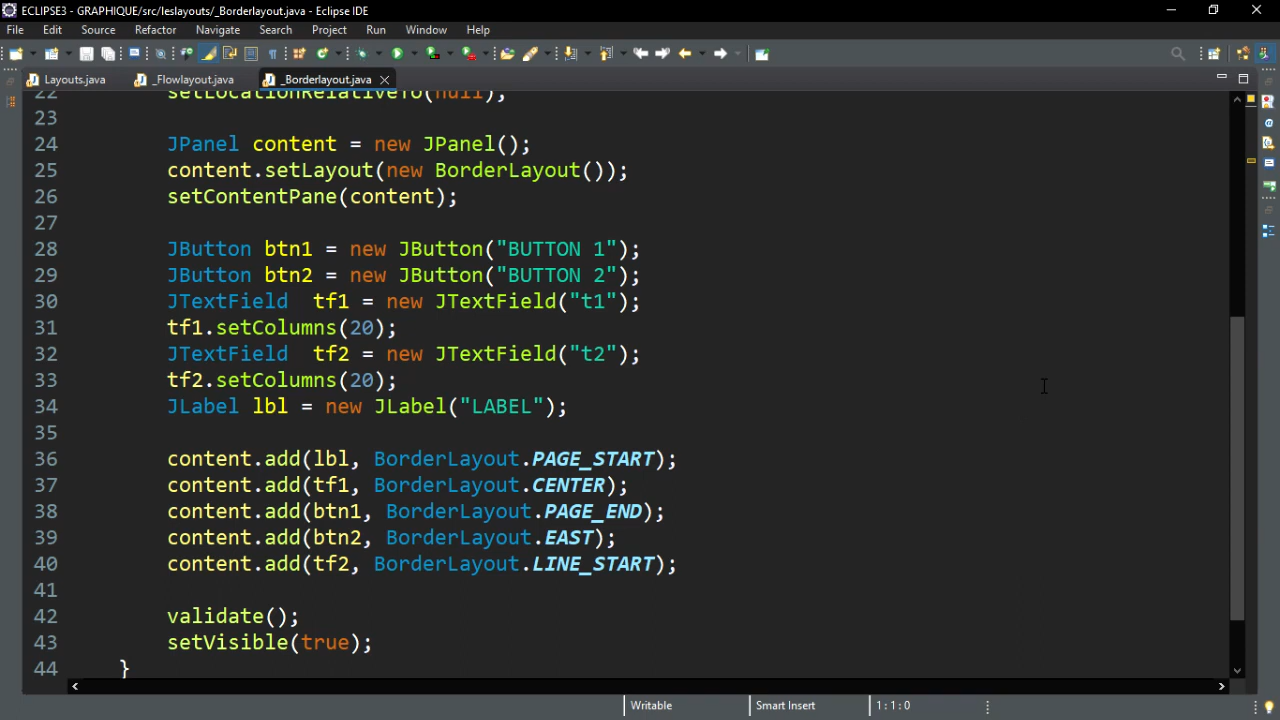 ECLIPSE3 - GRAPHIQUE/src/leslayouts/_Borderlayout.java - Eclipse IDE
File Edit Source Refactor Navigate Search Project Run Window Help
Layouts.java _Flowlayout.java _Borderlayout.java
22 setLocationRelativeTo(null);
23
24 JPanel content = new JPanel();
25 content.setLayout(new BorderLayout());
26 setContentPane(content);
27
28 JButton btn1 = new JButton("BUTTON 1");
29 JButton btn2 = new JButton("BUTTON 2");
30 JTextField  tf1 = new JTextField("t1");
31 tf1.setColumns(20);
32 JTextField  tf2 = new JTextField("t2");
33 tf2.setColumns(20);
34 JLabel lbl = new JLabel("LABEL");
35
36 content.add(lbl, BorderLayout.PAGE_START);
37 content.add(tf1, BorderLayout.CENTER);
38 content.add(btn1, BorderLayout.PAGE_END);
39 content.add(btn2, BorderLayout.EAST);
40 content.add(tf2, BorderLayout.LINE_START);
41
42 validate();
43 setVisible(true);
44 }
Writable Smart Insert 1 : 1 : 0